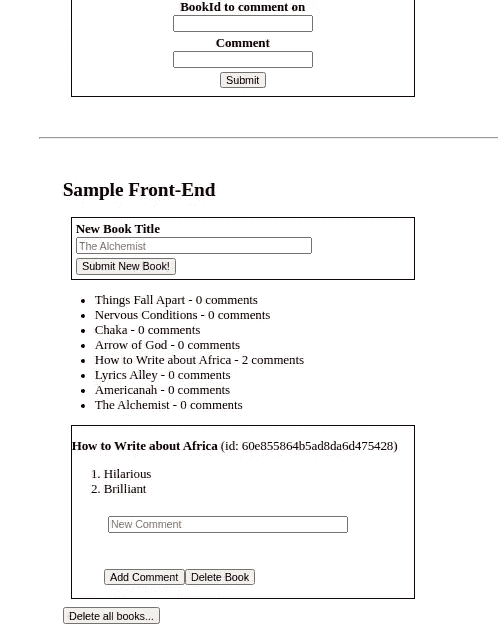 BookId to comment on
Comment
Submit
Sample Front-End
New Book Title
The Alchemist
Submit New Book!
Things Fall Apart - 0 comments
Nervous Conditions - 0 comments
Chaka - 0 comments
Arrow of God - 0 comments
How to Write about Africa - 2 comments
Lyrics Alley - 0 comments
Americanah - 0 comments
The Alchemist - 0 comments
How to Write about Africa (id: 60e855864b5ad8da6d475428)
1. Hilarious
2. Brilliant
New Comment
Add Comment Delete Book
Delete all books...